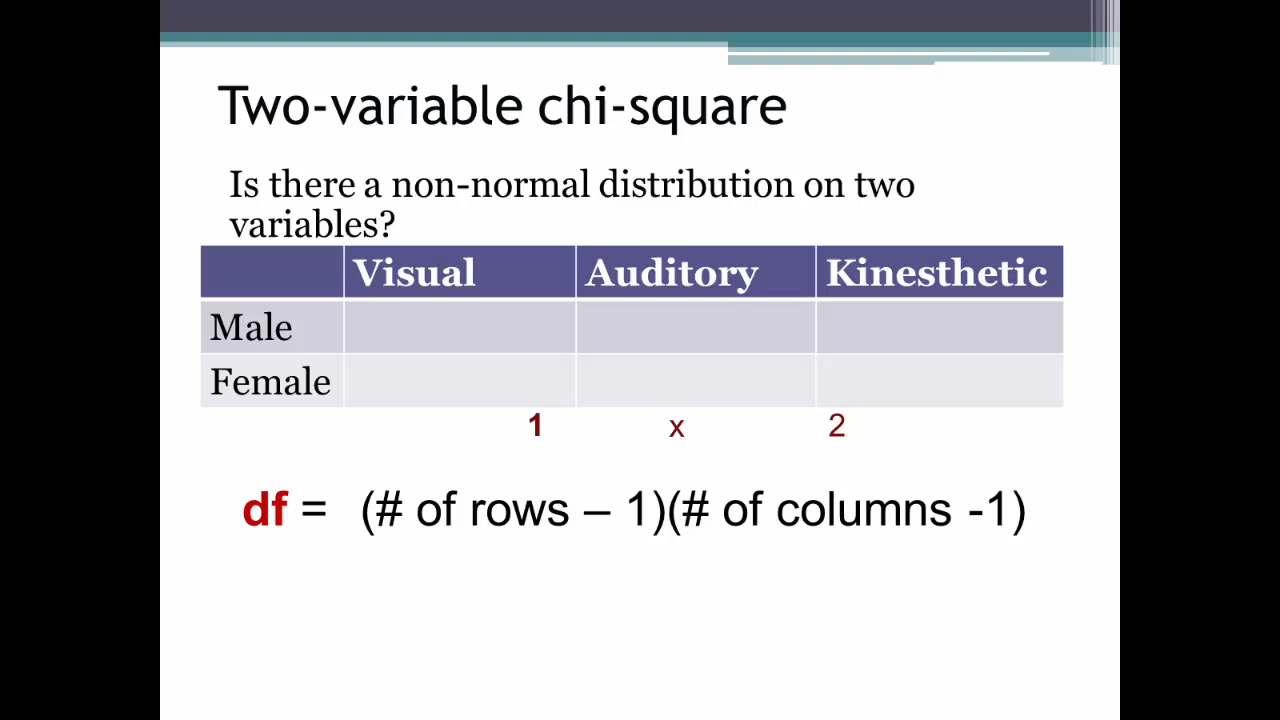 Two-variable chi-square
Is there a non-normal distribution on two
variables?
Visual Auditory Kinesthetic
Male
Female
1 x 2
df = (# of rows – 1)(# of columns -1)